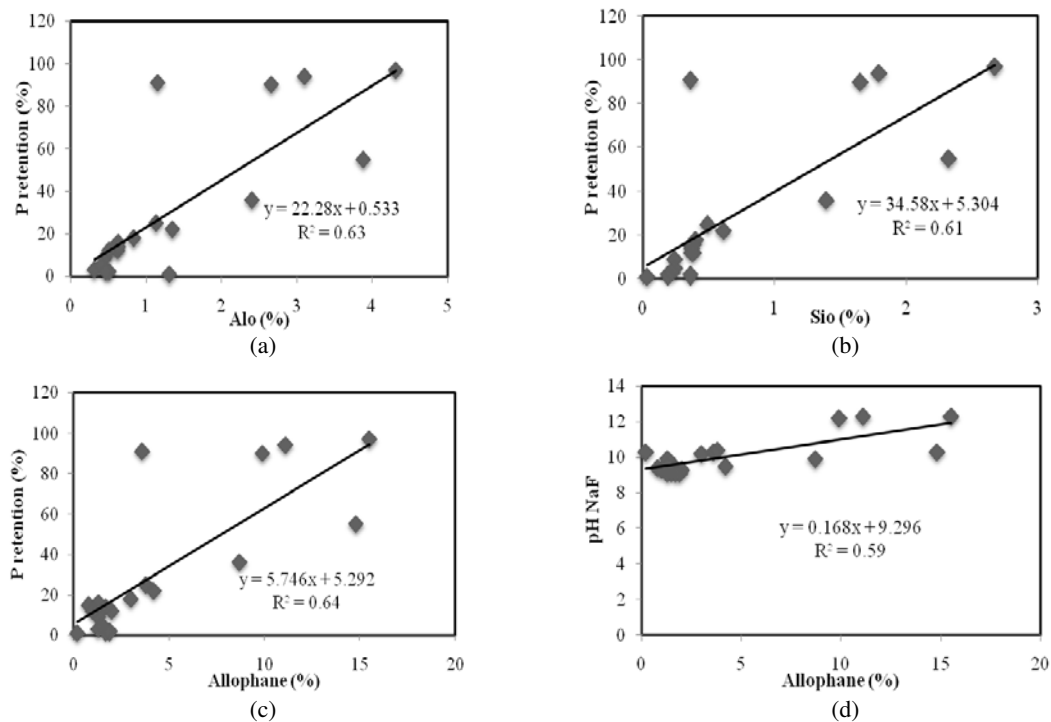 120
100
80
60
40
20
0
P retention (%)
y = 22.28x + 0.533
R² = 0.63
0 1 2 3 4 5
Alo (%)
(a)
120
100
80
60
40
20
0
P retention (%)
y = 34.58x + 5.304
R² = 0.61
0 1 2 3
Sio (%)
(b)
120
100
80
60
40
20
0
P retention (%)
y = 5.746x + 5.292
R² = 0.64
0 5 10 15 20
Allophane (%)
(c)
14
12
10
8
6
4
2
0
pH NaF
y = 0.168x + 9.296
R² = 0.59
0 5 10 15 20
Allophane (%)
(d)